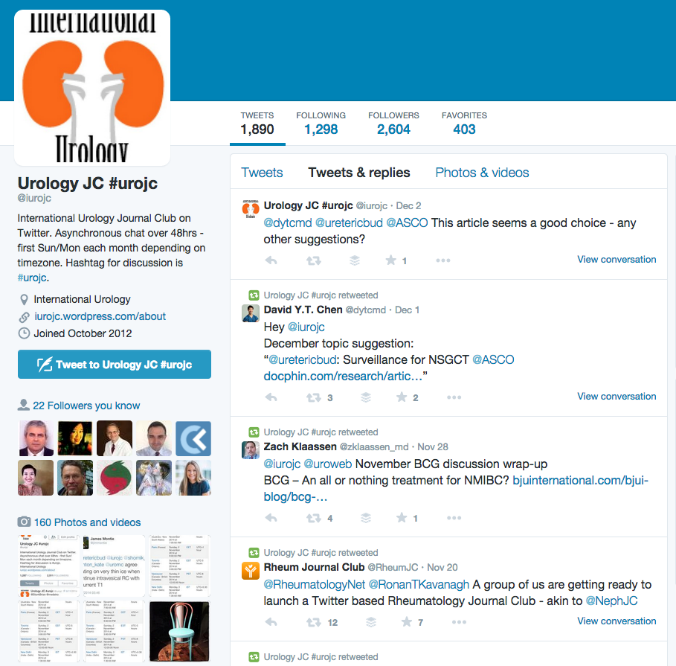 International
Urology
Urology JC #urojc
@iurojc
International Urology Journal Club on
Twitter. Asynchronous chat over 48hrs -
first Sun/Mon each month depending on
timezone. Hashtag for discussion is
#urojc.
International Urology
iurojc.wordpress.com/about
Joined October 2012
Tweet to Urology JC #urojc
22 Followers you know
160 Photos and videos
TWEETS FOLLOWING FOLLOWERS FAVORITES
1,890 1,298 2,604 403
Tweets Tweets & replies Photos & videos
Urology JC #urojc @iurojc · Dec 2
@dytcmd @uretericbud @ASCO This article seems a good choice - any
other suggestions?
1 View conversation
Urology JC #urojc retweeted
David Y.T. Chen @dytcmd · Dec 1
Hey @iurojc
December topic suggestion:
"@uretericbud: Surveillance for NSGCT @ASCO
docphin.com/research/artic…"
3 2 View conversation
Urology JC #urojc retweeted
Zach Klaassen @zklaassen_md · Nov 28
@iurojc @uroweb November BCG discussion wrap-up
BCG – An all or nothing treatment for NMIBC? bjuinternational.com/bjui-
blog/bcg-…
4 1
Urology JC #urojc retweeted
Rheum Journal Club @RheumJC · Nov 20
@RheumatologyNet @RonanTKavanagh A group of us are getting ready to
launch a Twitter based Rheumatology Journal Club - akin to @NephJC
12 7 View conversation
Urology JC #urojc retweeted